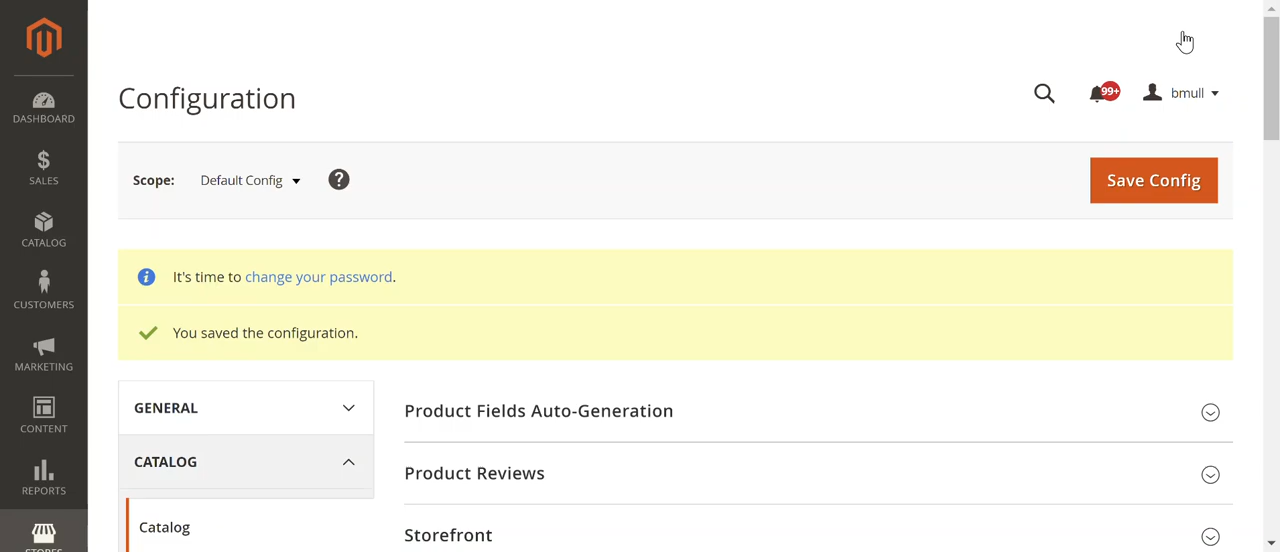 Configuration
99+
bmull
DASHBOARD
Scope: Default Config ?
Save Config
$
SALES
CATALOG
i It's time to change your password.
CUSTOMERS
You saved the configuration.
MARKETING
GENERAL
Product Fields Auto-Generation
CONTENT
CATALOG
Product Reviews
REPORTS
Catalog
Storefront
STORES